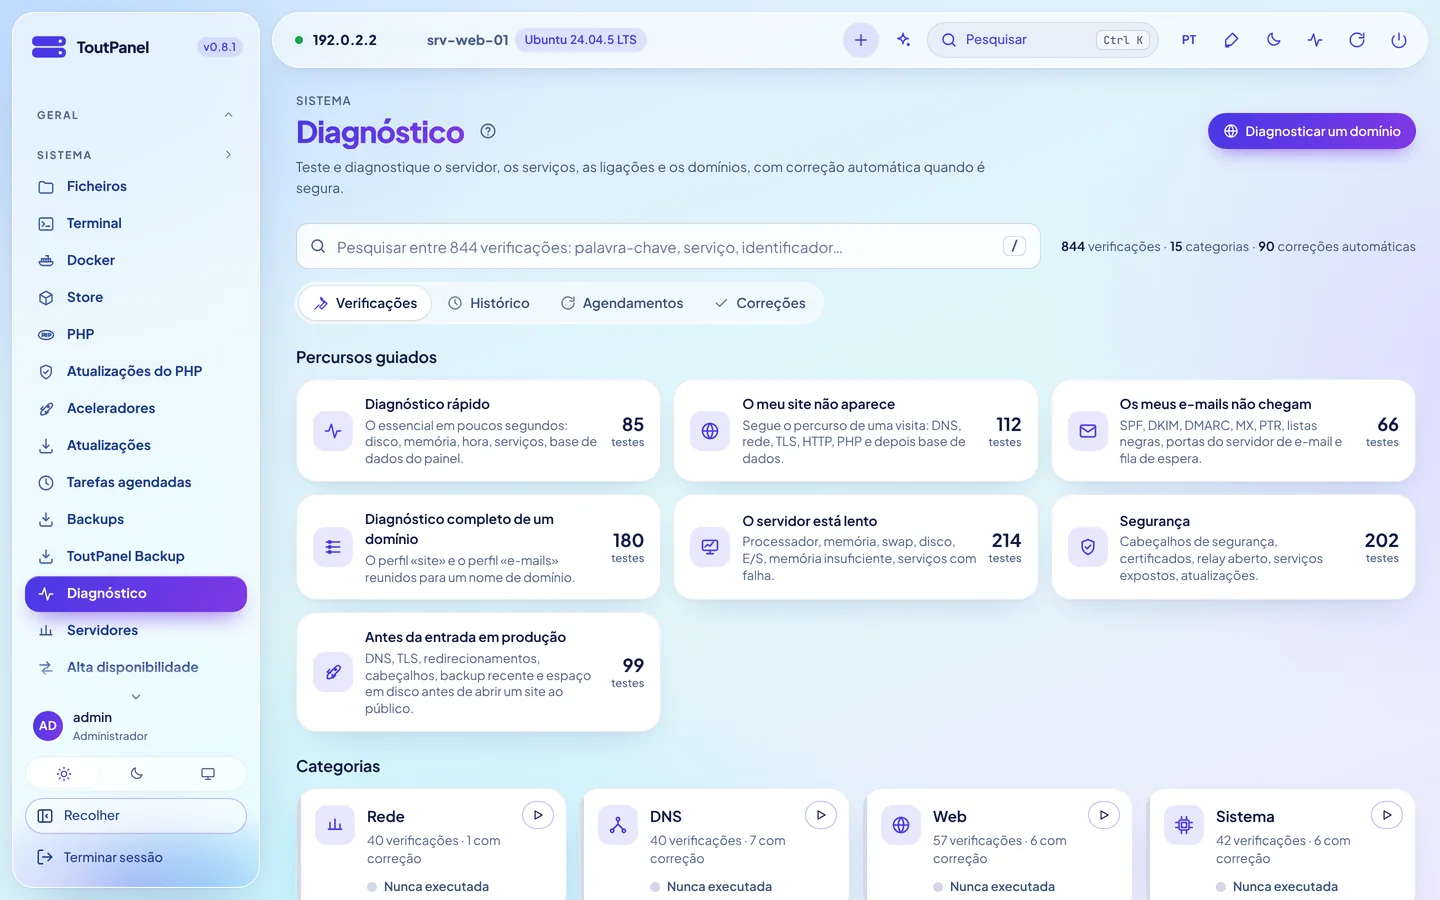 ToutPanel
v0.8.1
GERAL
SISTEMA
Ficheiros
Terminal
Docker
Store
PHP
Atualizações do PHP
Aceleradores
Atualizações
Tarefas agendadas
Backups
ToutPanel Backup
Diagnóstico
Servidores
Alta disponibilidade
AD
admin
Administrador
Recolher
Terminar sessão
192.0.2.2
srv-web-01
Ubuntu 24.04.5 LTS
Pesquisar
Ctrl K
PT
SISTEMA
Diagnóstico
Diagnosticar um domínio
Teste e diagnostique o servidor, os serviços, as ligações e os domínios, com correção automática quando é
segura.
Pesquisar entre 844 verificações: palavra-chave, serviço, identificador...
/
844 verificações · 15 categorias · 90 correções automáticas
Verificações
Histórico
Agendamentos
Correções
Percursos guiados
Diagnóstico rápido
O essencial em poucos segundos:
disco, memória, hora, serviços, base de
dados do painel.
85
testes
O meu site não aparece
Segue o percurso de uma visita: DNS,
rede, TLS, HTTP, PHP e depois base de
dados.
112
testes
Os meus e-mails não chegam
SPF, DKIM, DMARC, MX, PTR, listas
negras, portas do servidor de e-mail e
fila de espera.
66
testes
Diagnóstico completo de um
domínio
O perfil «site» e o perfil «e-mails»
reunidos para um nome de domínio.
180
testes
O servidor está lento
Processador, memória, swap, disco,
E/S, memória insuficiente, serviços com
falha.
214
testes
Segurança
Cabeçalhos de segurança,
certificados, relay aberto, serviços
expostos, atualizações.
202
testes
Antes da entrada em produção
DNS, TLS, redirecionamentos,
cabeçalhos, backup recente e espaço
em disco antes de abrir um site ao
público.
99
testes
Categorias
Rede
40 verificações · 1 com
correção
Nunca executada
DNS
40 verificações · 7 com
correção
Nunca executada
Web
57 verificações · 6 com
correção
Nunca executada
Sistema
42 verificações · 6 com
correção
Nunca executada